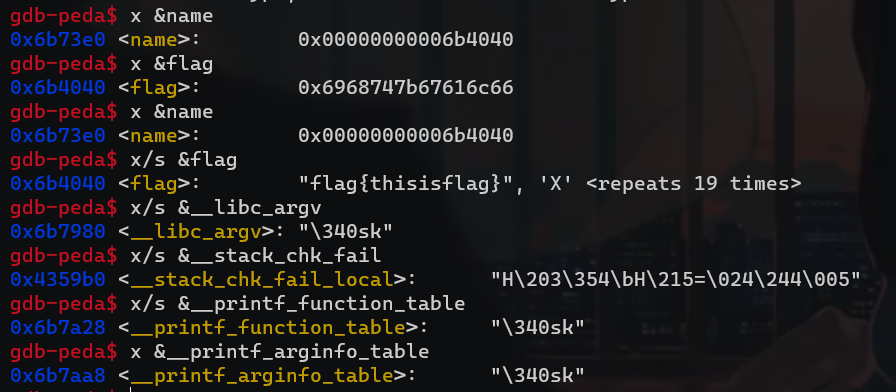 gdb-peda$ x &name
0x6b73e0 <name>: 0x00000000006b4040
gdb-peda$ x &flag
0x6b4040 <flag>: 0x6968747b67616c66
gdb-peda$ x &name
0x6b73e0 <name>: 0x00000000006b4040
gdb-peda$ x/s &flag
0x6b4040 <flag>: "flag{thisisflag}", 'X' <repeats 19 times>
gdb-peda$ x/s &__libc_argv
0x6b7980 <__libc_argv>: "\340sk"
gdb-peda$ x/s &__stack_chk_fail
0x4359b0 <__stack_chk_fail_local>: "H\203\354\bH\215=\024\244\005"
gdb-peda$ x/s &__printf_function_table
0x6b7a28 <__printf_function_table>: "\340sk"
gdb-peda$ x &__printf_arginfo_table
0x6b7aa8 <__printf_arginfo_table>: "\340sk"
gdb-peda$